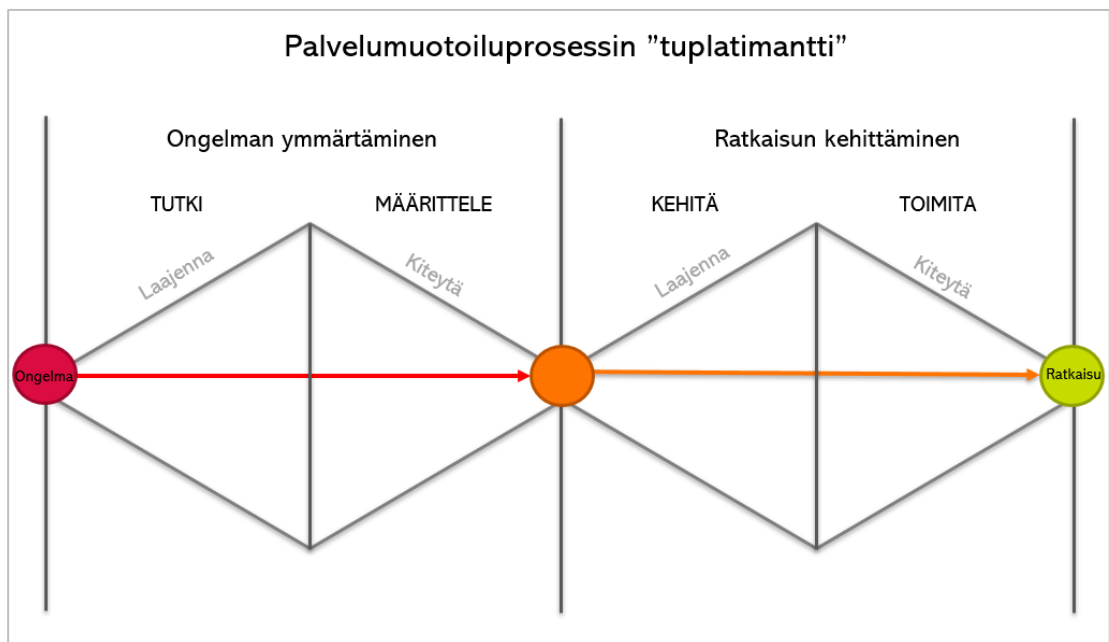 Palvelumuotoiluprosessin ”tuplatimantti”
Ongelman ymmärtäminen
Ratkaisun kehittäminen
TUTKI
MÄÄRITTELE
KEHITÄ
TOIMITA
Laajenna
Kiteytä
Laajenna
Kiteytä
Ongelma
Ratkaisu